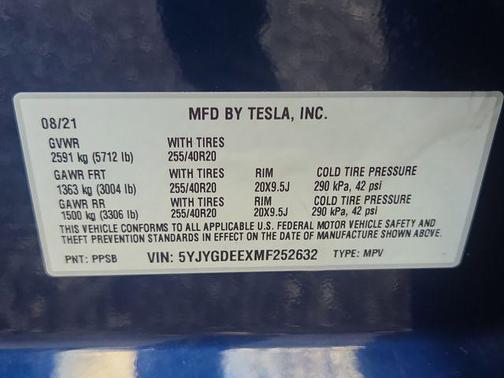 MFD BY TESLA, INC.
08/21
GVWR WITH TIRES
2591 kg (5712 lb) 255/40R20
GAWR FRT WITH TIRES RIM COLD TIRE PRESSURE
1363 kg (3004 lb) 255/40R20 20X9.5J 290 kPa, 42 psi
GAWR RR WITH TIRES RIM COLD TIRE PRESSURE
1500 kg (3306 lb) 255/40R20 20X9.5J 290 kPa, 42 psi
THIS VEHICLE CONFORMS TO ALL APPLICABLE U.S. FEDERAL MOTOR VEHICLE SAFETY AND
THEFT PREVENTION STANDARDS IN EFFECT ON THE DATE OF MANUFACTURE SHOWN ABOVE.
PNT: PPSB VIN: 5YJYGDEEXMF252632 TYPE: MPV